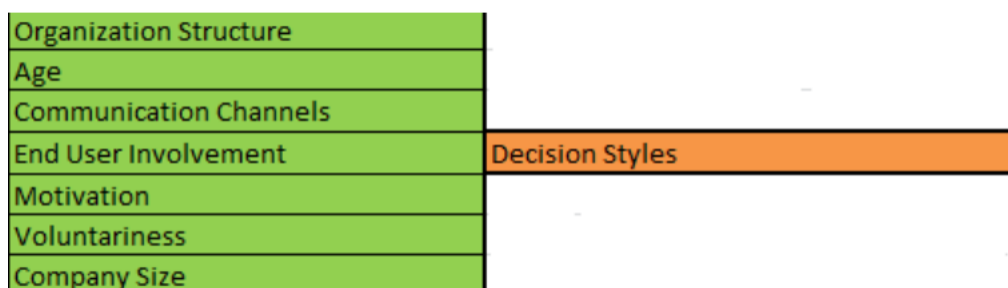 Organization Structure
Age
Communication Channels
End User Involvement
Decision Styles
Motivation
Voluntariness
Company Size